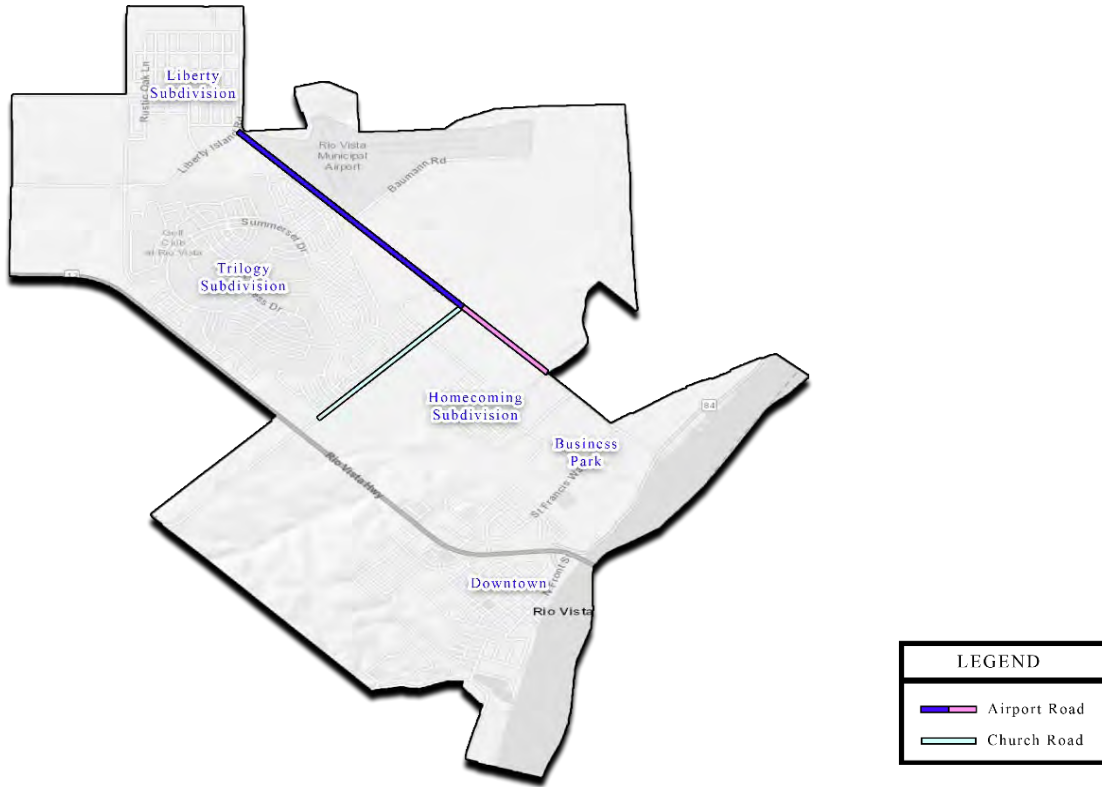 Liberty
Subdivision
Rustic Oak Ln
Liberty Island Rd
Rio Vista
Municipal
Airport
Baumann Rd
Summerset Dr
Golf
Club
at Rio Vista
Trilogy
Subdivision
Dr
Homecoming
Subdivision
84
Business
Park
St Francis Wa
Rio Vista Hwy
Downtown
N Front S
Rio Vista
LEGEND
Airport Road
Church Road